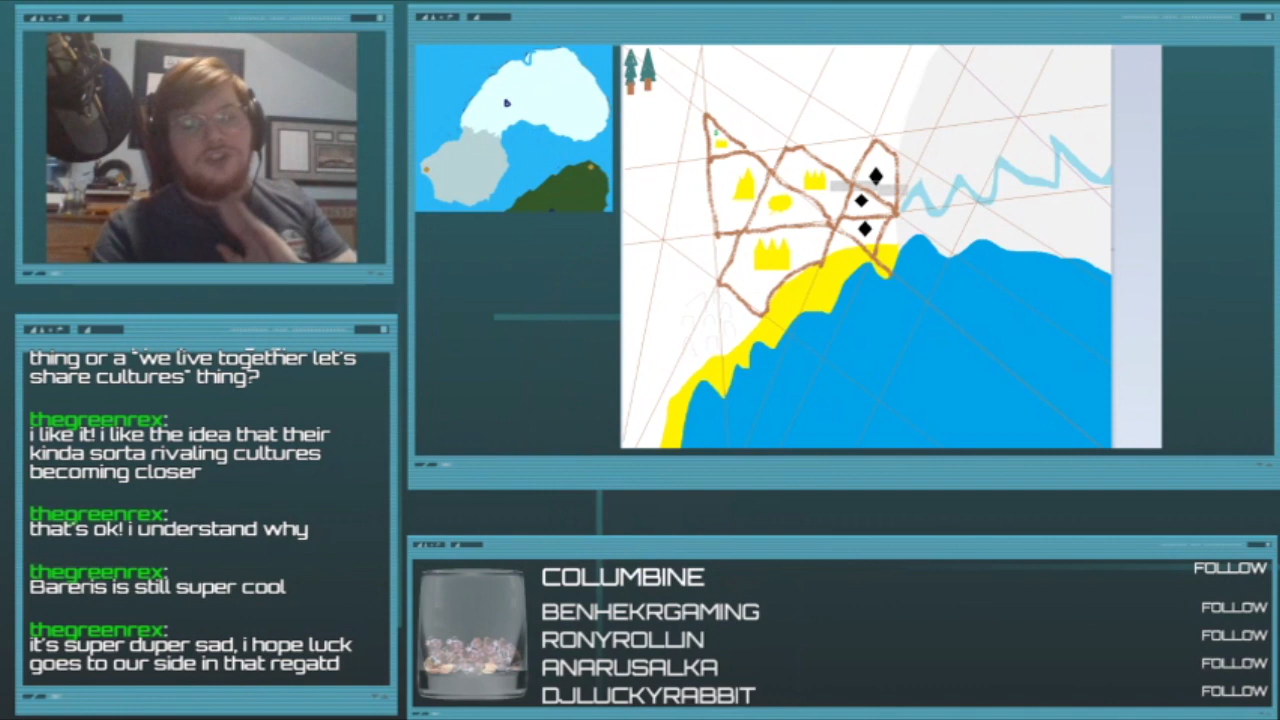 thing or a "we live together let's
share cultures" thing?
thegreenrex:
i like it! i like the idea that their
kinda sorta rivaling cultures
becoming closer
thegreenrex:
that's ok! i understand why
thegreenrex:
Bareris is still super cool
thegreenrex:
it's super duper sad, i hope luck
goes to our side in that regatd
COLUMBINE FOLLOW
BENHEKRGAMING FOLLOW
RONYROLLIN FOLLOW
ANARUSALKA FOLLOW
DJLLUCKYRABBIT FOLLOW